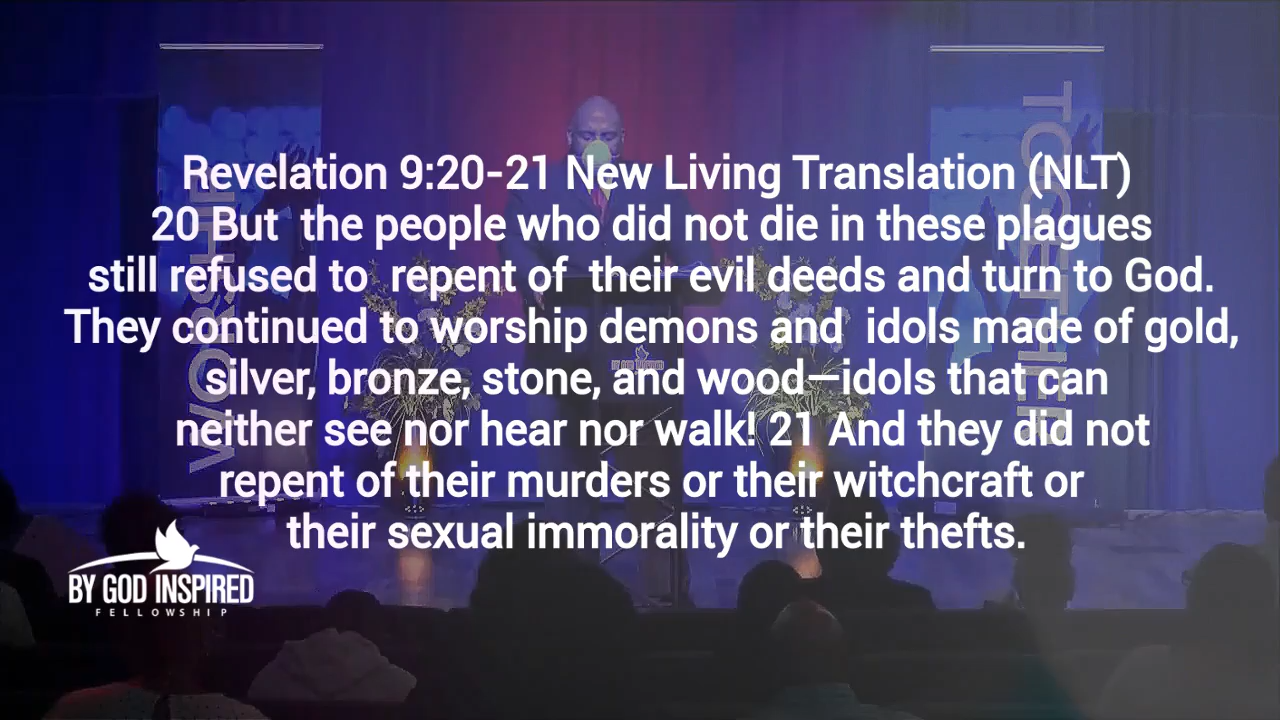 Revelation 9:20-21 New Living Translation (NLT)
20 But  the people who did not die in these plagues
still refused to  repent of  their evil deeds and turn to God.
They continued to worship demons and  idols made of gold,
silver, bronze, stone, and wood—idols that can
neither see nor hear nor walk! 21 And they did not
repent of their murders or their witchcraft or
their sexual immorality or their thefts.
WORSHIP
TOGETHER
BY GOD INSPIRED
FELLOWSHIP